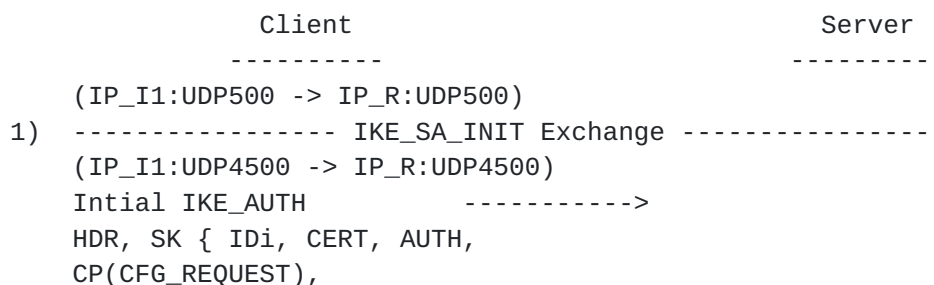 Client                               Server
----------                           ---------
(IP_I1:UDP500 -> IP_R:UDP500)
1)  ----------------- IKE_SA_INIT Exchange ----------------
(IP_I1:UDP4500 -> IP_R:UDP4500)
Intial IKE_AUTH          ----------->
HDR, SK { IDi, CERT, AUTH,
CP(CFG_REQUEST),